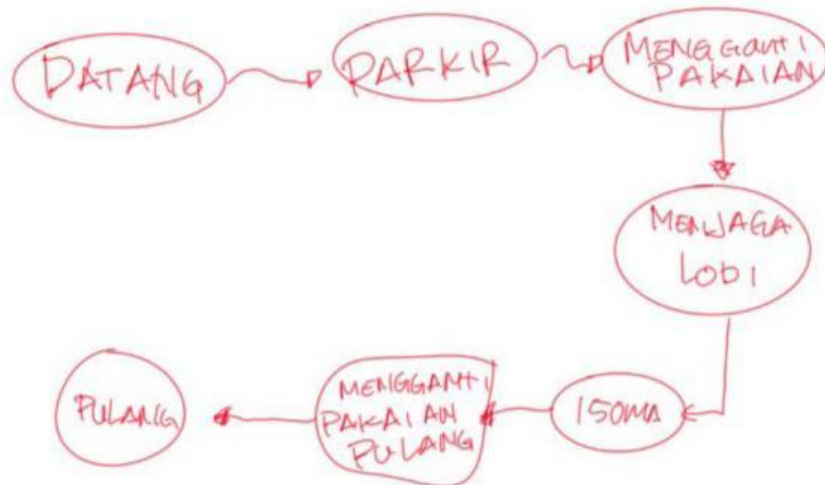 DATANG
PARKIR
MENGGANTI
PAKAIAN
MENJAGA
LOBI
ISOMA
MENGGANTI
PAKAIAN
PULANG
PULANG